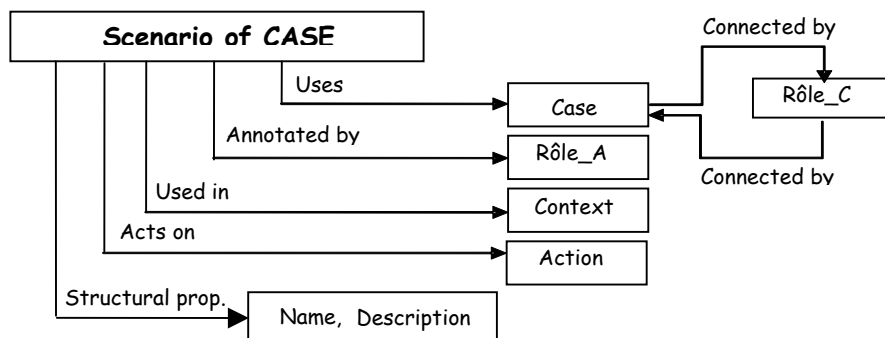 Scenario of CASE
Connected by
Uses
Case
Rôle_C
Annotated by
Rôle_A
Connected by
Used in
Context
Acts on
Action
Structural prop.
Name, Description